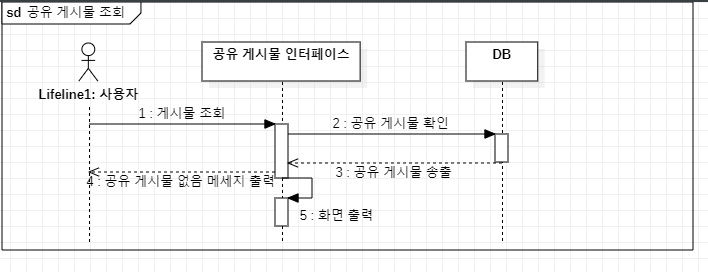 sd 공유 게시물 조회
공유 게시물 인터페이스
DB
Lifeline1: 사용자
1 : 게시물 조회
2 : 공유 게시물 확인
3 : 공유 게시물 송출
4 : 공유 게시물 없음 메세지 출력
5 : 화면 출력